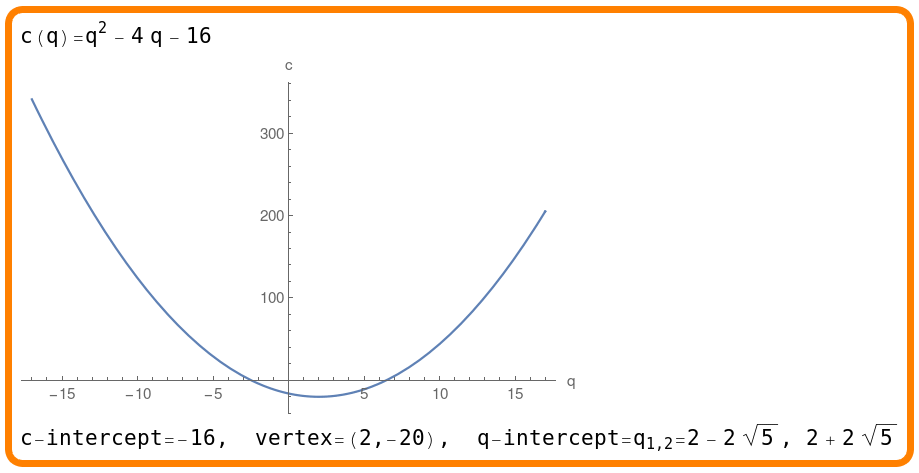 c(q)=q² − 4 q − 16
c
300
200
100
−15 −10 −5 5 10 15 q
c−intercept=−16, vertex=(2,−20), q−intercept=q₁,₂=2 − 2 √5, 2 + 2 √5